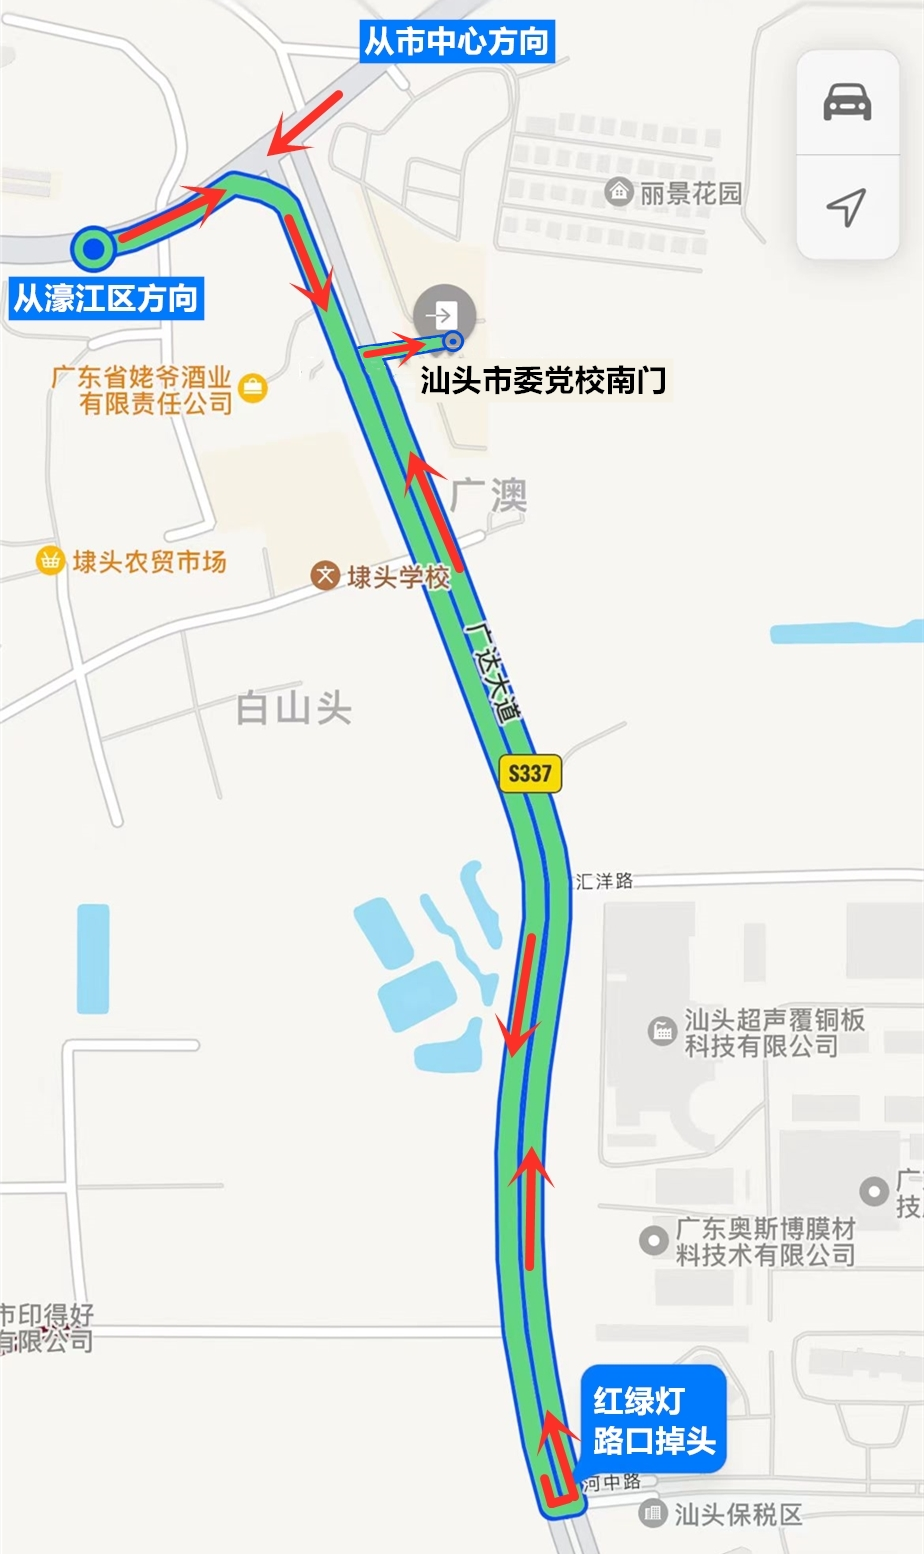 从市中心方向
丽景花园
从濠江区方向
汕头市委党校南门
广东省姥爷酒业
有限责任公司
广澳
埭头农贸市场
埭头学校
广达大道
白山头
S337
汇洋路
汕头超声覆铜板
科技有限公司
广
技
广东奥斯博膜材
料技术有限公司
市印得好
有限公司
红绿灯
路口掉头
河中路
汕头保税区